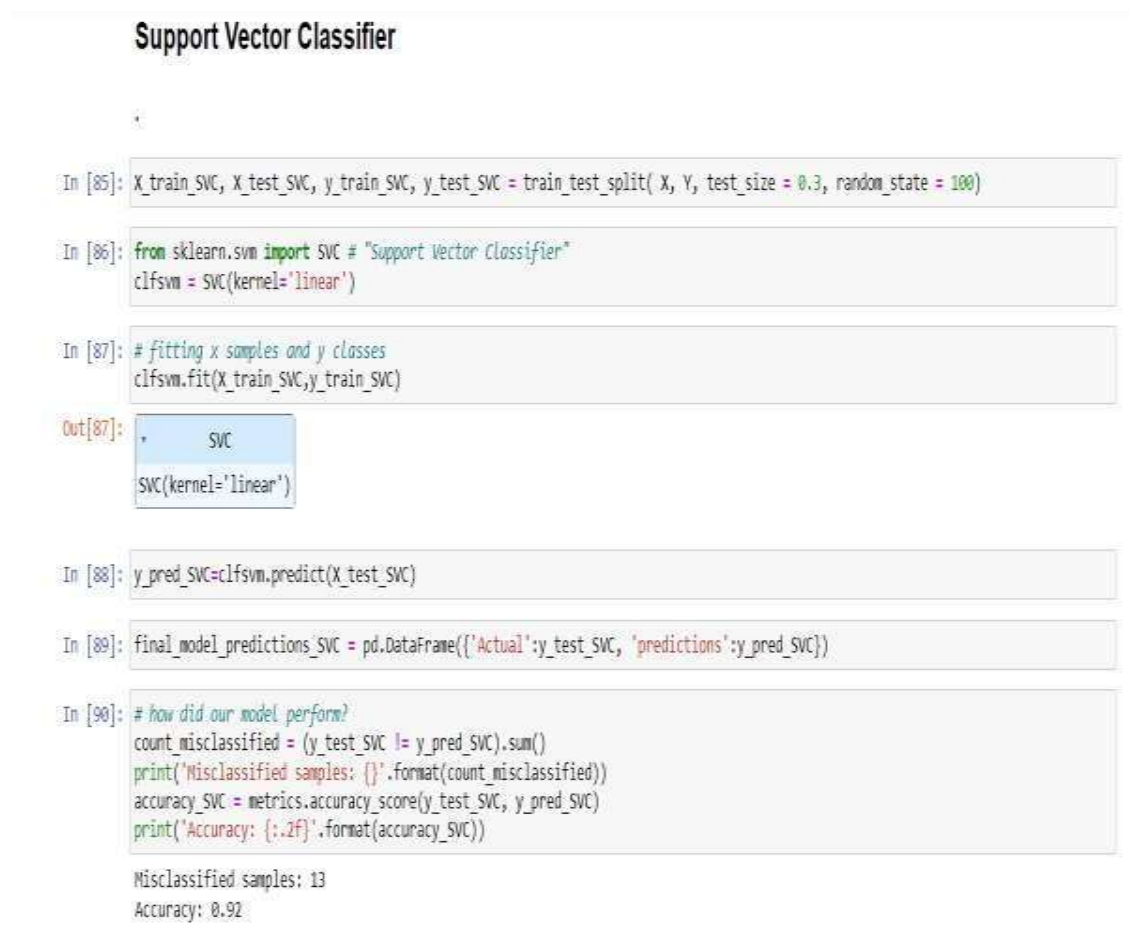 Support Vector Classifier
In [85]: X_train_SVC, X_test_SVC, y_train_SVC, y_test_SVC = train_test_split( X, Y, test_size = 0.3, random_state = 100)
In [86]: from sklearn.svm import SVC # "Support Vector Classifier"
clfsvm = SVC(kernel='linear')
In [87]: # fitting x samples and y classes
clfsvm.fit(X_train_SVC,y_train_SVC)
Out[87]:
SVC
SVC(kernel='linear')
In [88]: y_pred_SVC=clfsvm.predict(X_test_SVC)
In [89]: final_model_predictions_SVC = pd.DataFrame({'Actual':y_test_SVC, 'predictions':y_pred_SVC})
In [90]: # how did our model perform?
count_misclassified = (y_test_SVC != y_pred_SVC).sum()
print('Misclassified samples: {}'.format(count_misclassified))
accuracy_SVC = metrics.accuracy_score(y_test_SVC, y_pred_SVC)
print('Accuracy: {:.2f}'.format(accuracy_SVC))
Misclassified samples: 13
Accuracy: 0.92